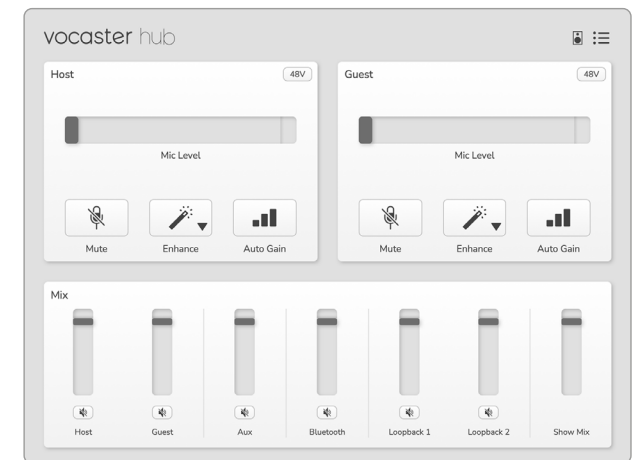 vocaster hub
Host 48V
Guest 48V
Mic Level
Mic Level
Mute Enhance Auto Gain
Mute Enhance Auto Gain
Mix
Host Guest Aux Bluetooth Loopback 1 Loopback 2 Show Mix